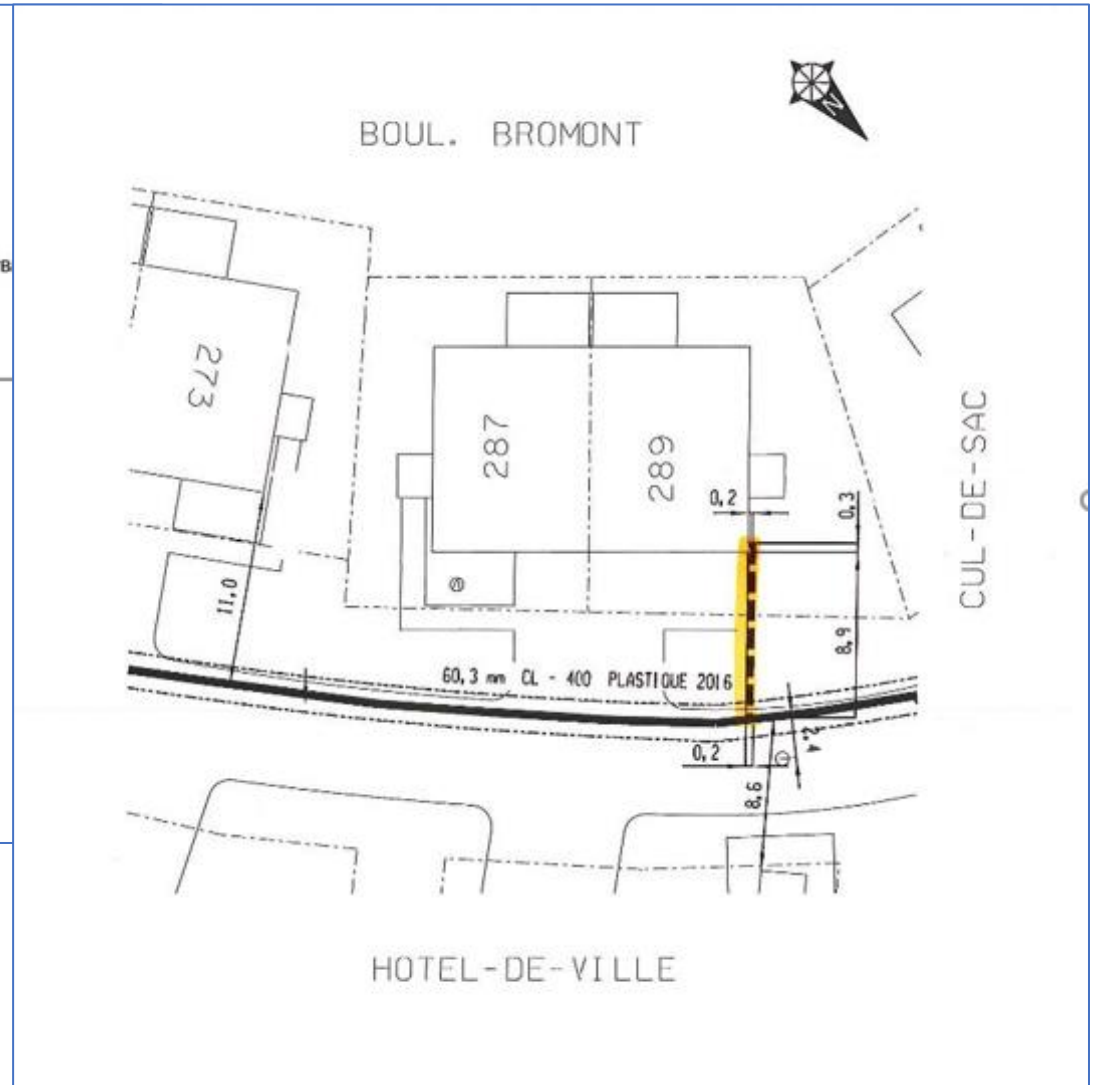 N
BOUL. BROMONT
B
273
287
289
0,2
0,3
CUL-DE-SAC
11,0
8,9
60,3 mm CL - 400 PLASTIQUE 2016
0,2
2,4
8,6
HOTEL-DE-VILLE